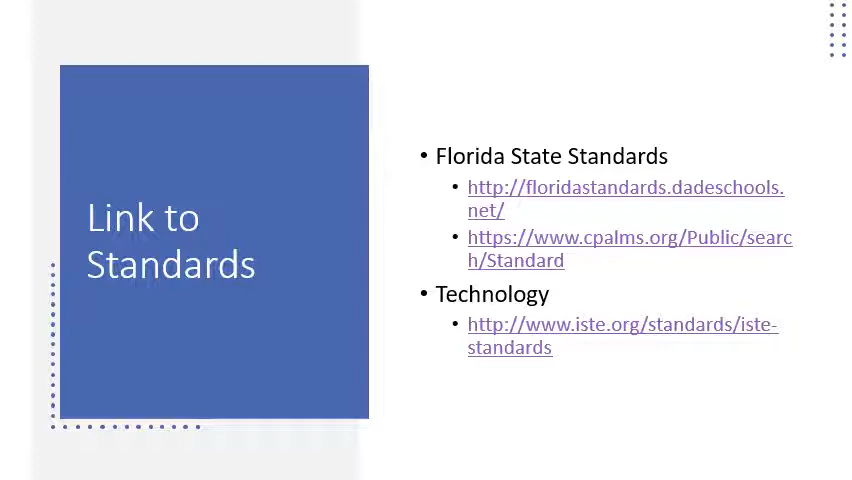 Link to
Standards
• Florida State Standards
• http://floridastandards.dadeschools.
net/
• https://www.cpalms.org/Public/searc
h/Standard
• Technology
• http://www.iste.org/standards/iste-
standards